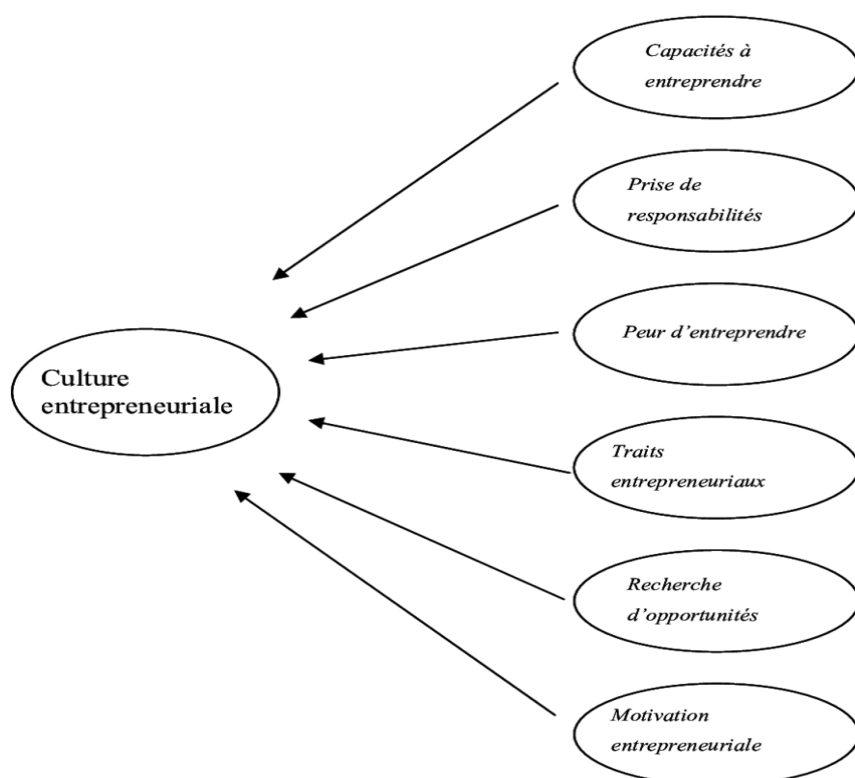 Capacités à
entreprendre
Prise de
responsabilités
Peur d'entreprendre
Culture
entrepreneuriale
Traits
entrepreneuriaux
Recherche
d'opportunités
Motivation
entrepreneuriale